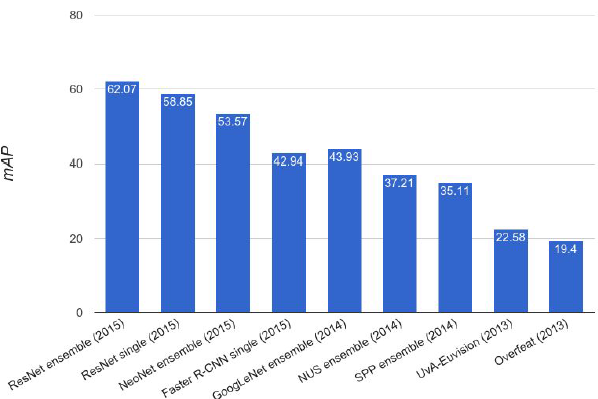 80
60
40
20
0
mAP
62.07
58.85
53.57
42.94
43.93
37.21
35.11
22.58
19.4
ResNet ensemble (2015)
ResNet single (2015)
NeoNet ensemble (2015)
Faster R-CNN single (2015)
GoogLeNet ensemble (2014)
NUS ensemble (2014)
SPP ensemble (2014)
UvA-Euvision (2013)
Overfeat (2013)